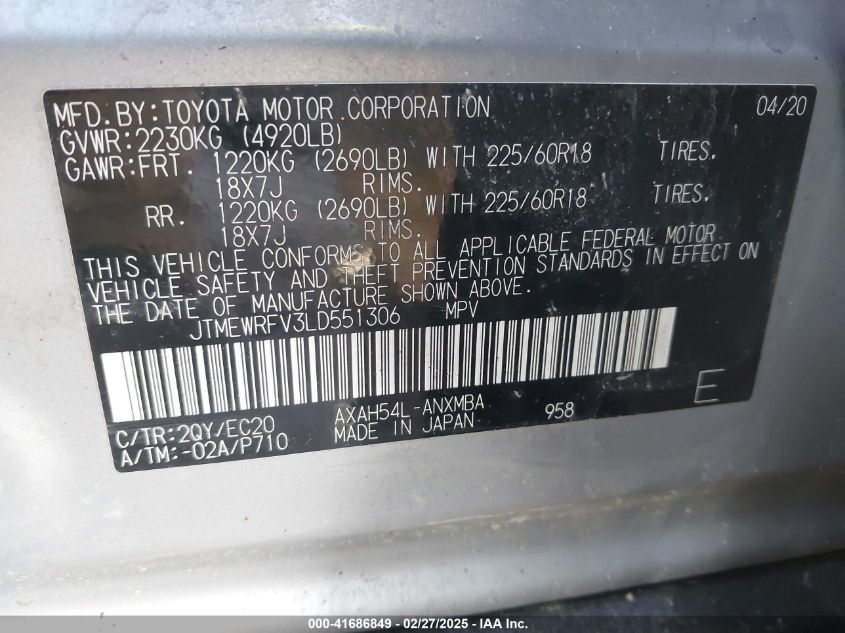 MFD. BY: TOYOTA MOTOR CORPORATION 04/20
GVWR: 2230KG (4920LB)
GAWR: FRT. 1220KG (2690LB) WITH 225/60R18 TIRES.
18X7J RIMS.
RR. 1220KG (2690LB) WITH 225/60R18 TIRES.
18X7J RIMS.
THIS VEHICLE CONFORMS TO ALL APPLICABLE FEDERAL MOTOR
VEHICLE SAFETY AND THEFT PREVENTION STANDARDS IN EFFECT ON
THE DATE OF MANUFACTURE SHOWN ABOVE.
JTMEWRFV3LD551306 MPV
E
C/TR: 2QY/EC20 AXAH54L-ANXMBA 958
A/TM: -02A/P710 MADE IN JAPAN
000-41686849 | 02/27/2025 | IAA Inc.